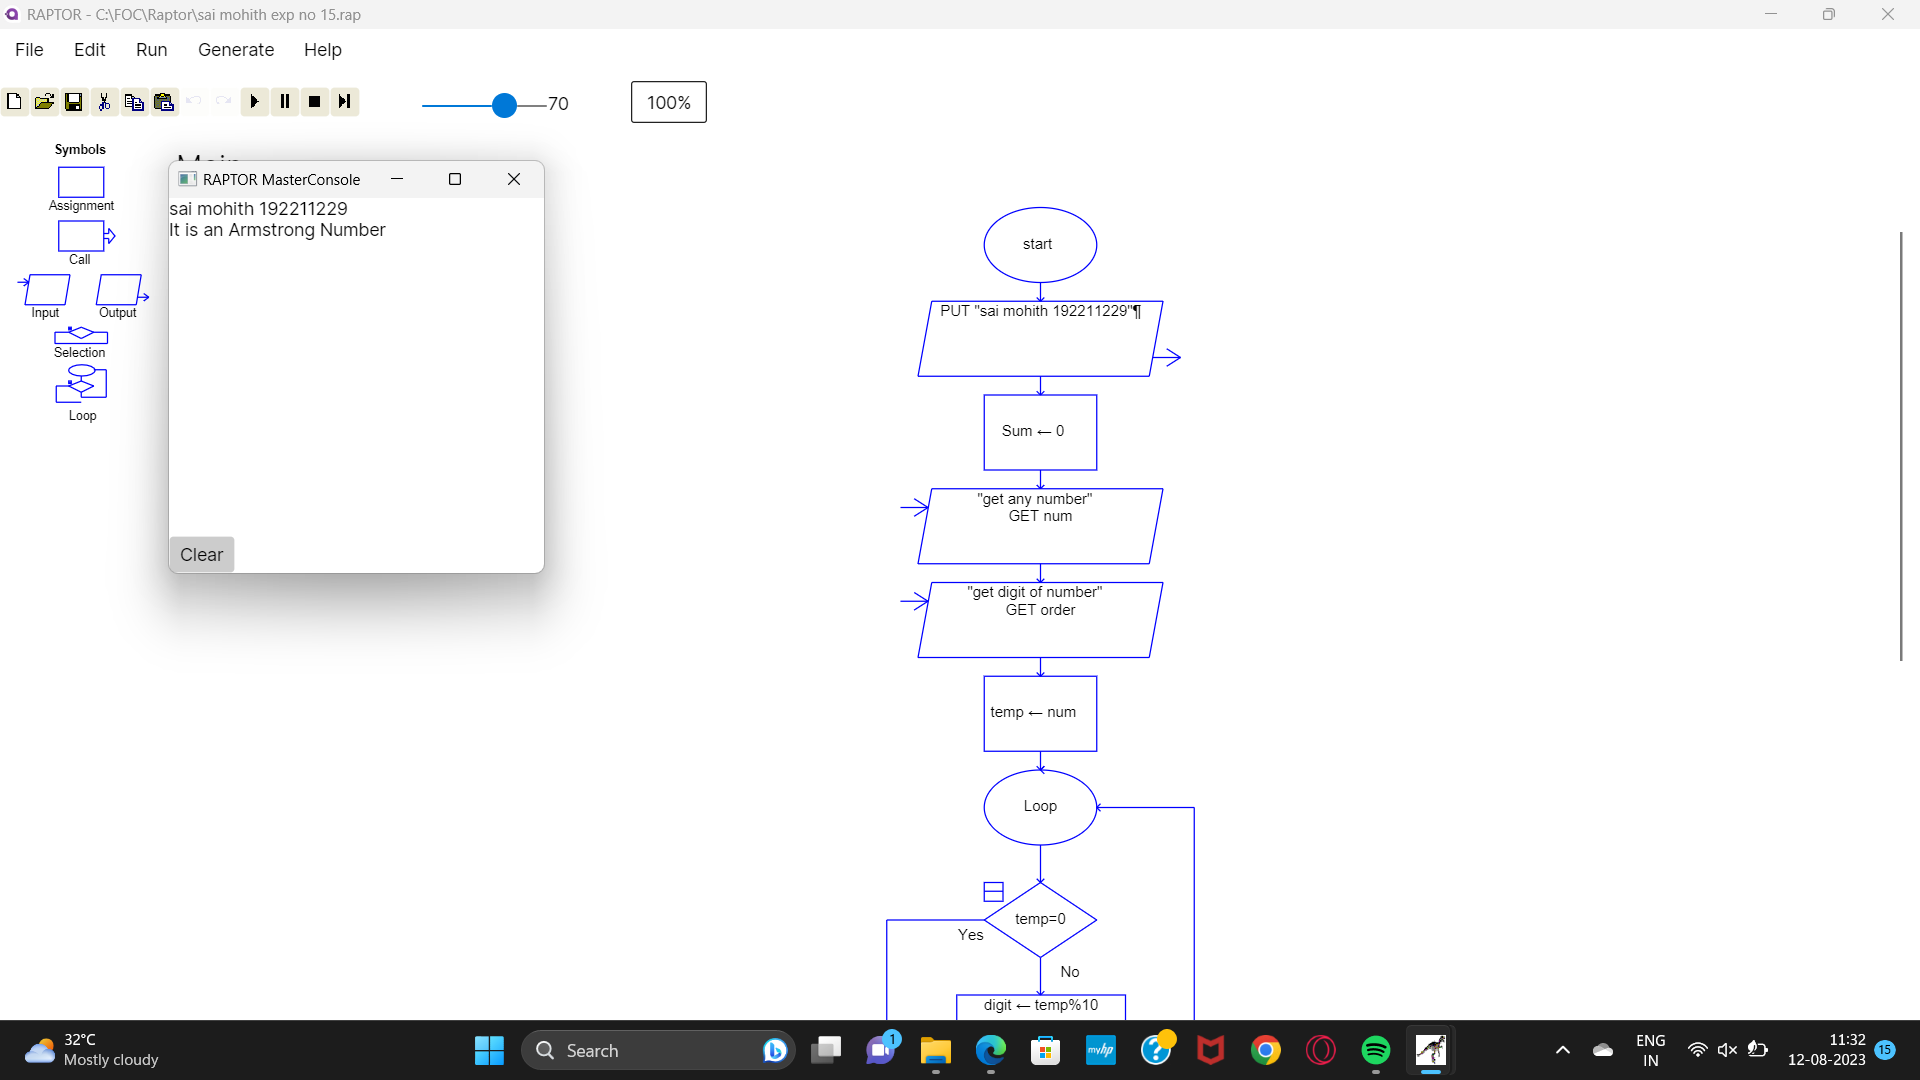 RAPTOR - C:\FOC\Raptor\sai mohith exp no 15.rap
File Edit Run Generate Help
70
100%
Symbols
Assignment
Call
Input Output
Selection
Loop
RAPTOR MasterConsole
sai mohith 192211229
It is an Armstrong Number
Clear
start
PUT "sai mohith 192211229"¶
Sum ← 0
"get any number"
GET num
"get digit of number"
GET order
temp ← num
Loop
temp=0
Yes
No
digit ← temp%10
32°C
Mostly cloudy
Search
1
myhp
ENG
IN
11:32
12-08-2023
15